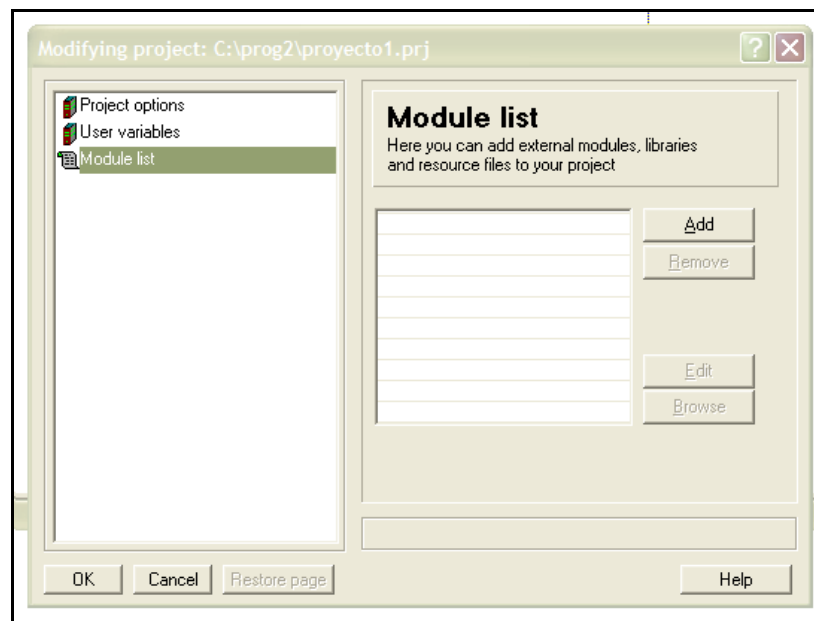 Modifying project: C:\prog2\proyecto1.prj
Project options
User variables
Module list
Module list
Here you can add external modules, libraries
and resource files to your project
Add
Remove
Edit
Browse
OK
Cancel
Restore page
Help